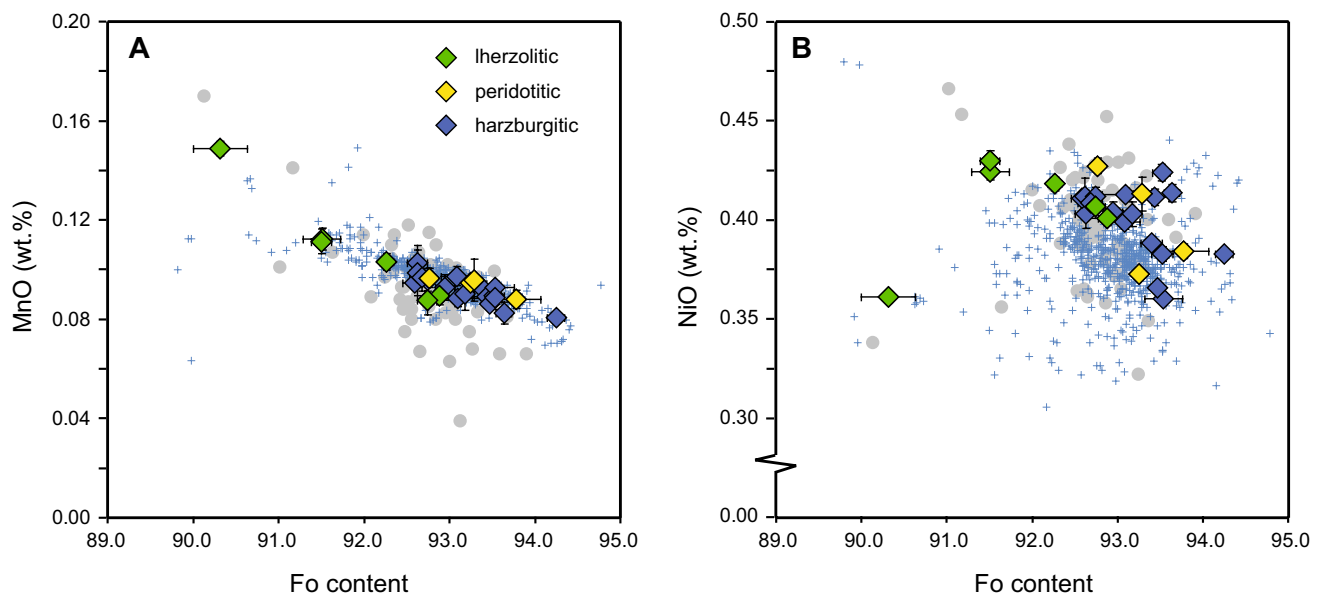 A
lherzolitic
peridotitic
harzburgitic
MnO (wt.%)
0.20
0.16
0.12
0.08
0.04
0.00
89.0 90.0 91.0 92.0 93.0 94.0 95.0
Fo content
B
NiO (wt.%)
0.50
0.45
0.40
0.35
0.30
0.00
89.0 90.0 91.0 92.0 93.0 94.0 95.0
Fo content